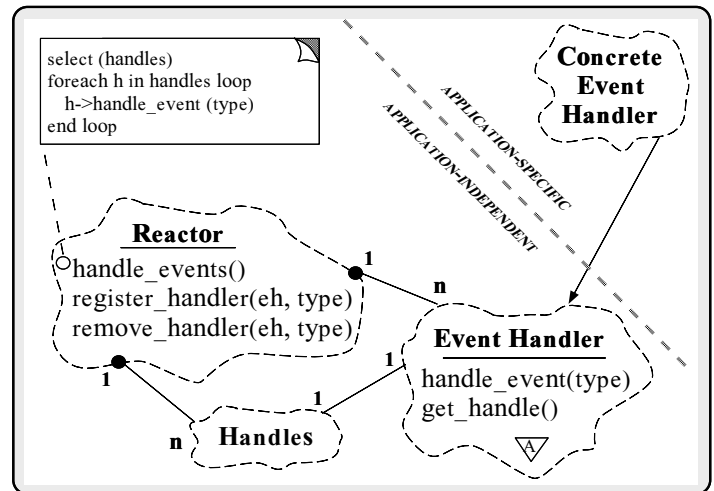 select (handles)
foreach h in handles loop
h->handle_event (type)
end loop
Concrete
Event
Handler
APPLICATION-SPECIFIC
APPLICATION-INDEPENDENT
Reactor
handle_events()
register_handler(eh, type)
remove_handler(eh, type)
1
n
Event Handler
handle_event(type)
get_handle()
A
1
1
1
n
Handles